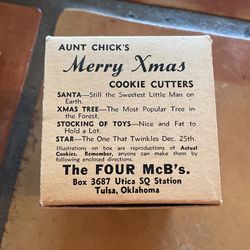 AUNT CHICK'S
Merry Xmas
COOKIE CUTTERS
SANTA—Still the Sweetest Little Man on
Earth.
XMAS TREE—The Most Popular Tree in
the Forest.
STOCKING OF TOYS—Nice and Fat to
Hold a Lot.
STAR—The One That Twinkles Dec. 25th.
All designs shown are reproductions of Actual
Cookies. Remember, anyone can make them by
following enclosed directions.
The FOUR McB's.
Box 3687 Utica SQ Station
Tulsa, Oklahoma